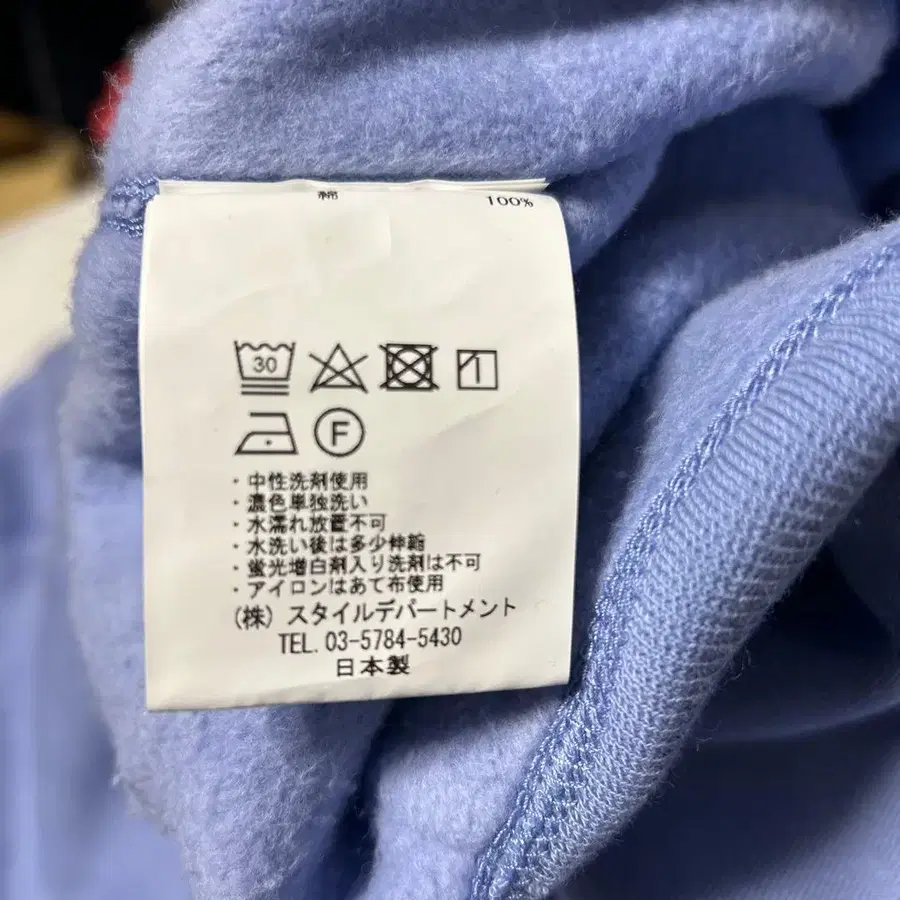 綿 100%
30
F
・中性洗剤使用
・濃色単独洗い
・水濡れ放置不可
・水洗い後は多少伸縮
・蛍光増白剤入り洗剤は不可
・アイロンはあて布使用
(株) スタイルデパートメント
TEL. 03-5784-5430
日本製